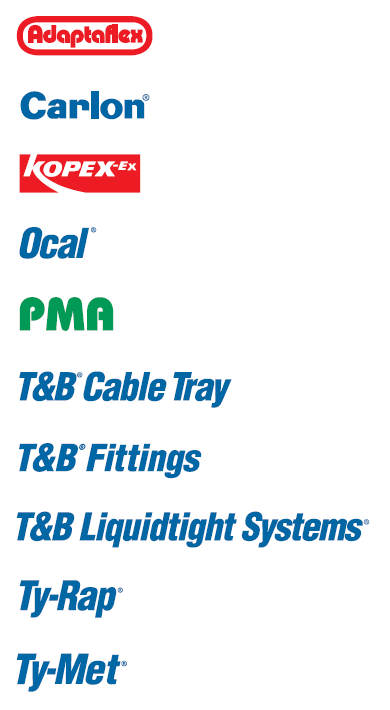 Adaptaflex
Carlon®
KOPEX-EX
Ocal®
PMA
T&B® Cable Tray
T&B® Fittings
T&B Liquidtight Systems®
Ty-Rap®
Ty-Met®